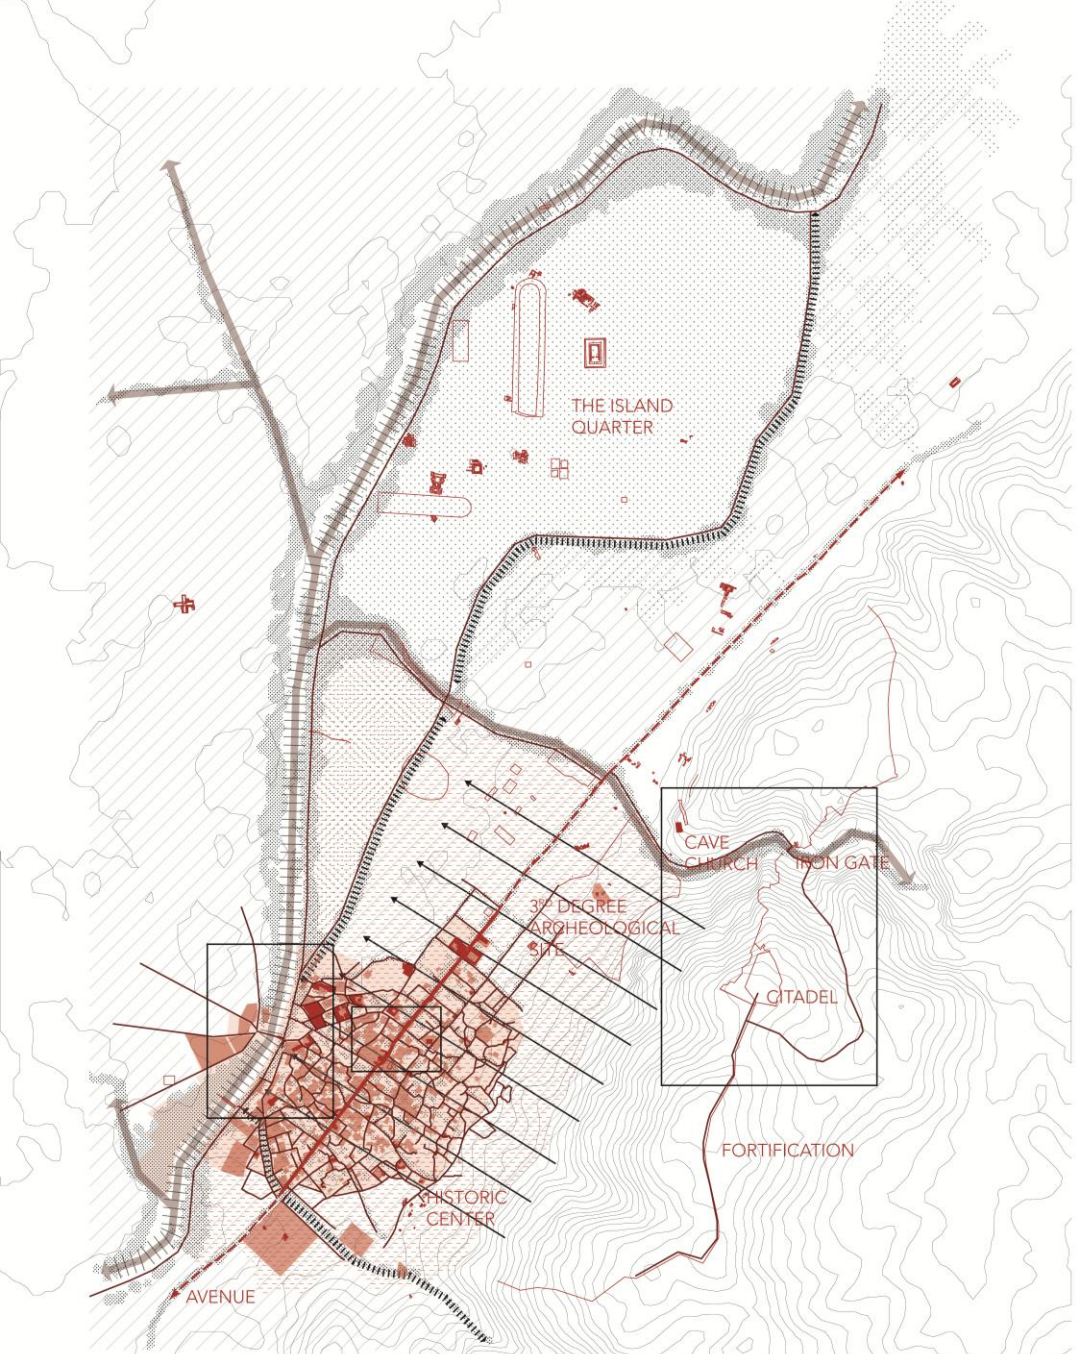 THE ISLAND
QUARTER
CAVE
CHURCH
IRON GATE
3RD DEGREE
ARCHEOLOGICAL
SITE
CITADEL
FORTIFICATION
HISTORIC
CENTER
AVENUE